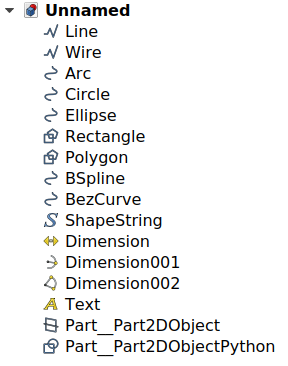 Unnamed
Line
Wire
Arc
Circle
Ellipse
Rectangle
Polygon
BSpline
BezCurve
ShapeString
Dimension
Dimension001
Dimension002
Text
Part__Part2DObject
Part__Part2DObjectPython